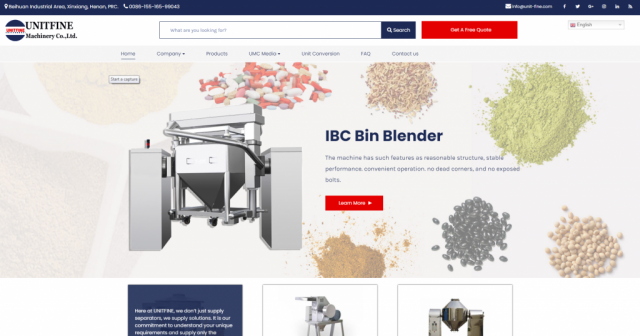 Beihuan Industrial Area, Xinxiang, Henan, PRC.
0086-155-165-99043
info@unit-fine.com
UNITFINE
Machinery Co.,Ltd.
What are you looking for?
Search
Get A Free Quote
English
Home
Company
Products
UNIC Media
Unit Conversion
FAQ
Contact us
Start a capture
IBC Bin Blender
The machine has such features as reasonable structure, stable
performance, convenient operation, no dead corners, and no exposed
bolts.
Learn More
Here at UNITFINE, we don't just supply
separators, we supply solutions. It is our
commitment to understand your unique
requirements and supply only the